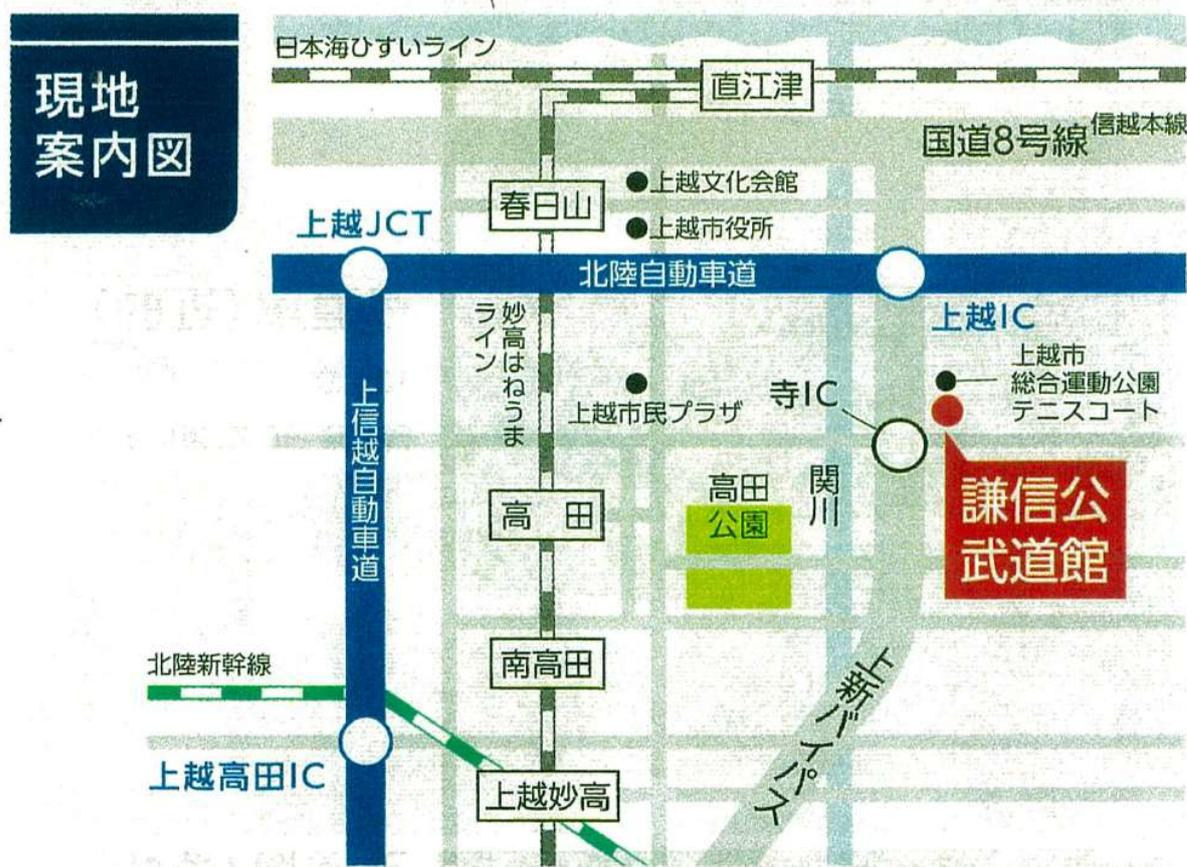 現地
案内図
日本海ひすいライン
直江津
国道8号線
信越本線
春日山
上越文化会館
上越市役所
上越JCT
北陸自動車道
上越IC
妙高はねうま
ライン
上越市
総合運動公園
テニスコート
上越市民プラザ
寺IC
上信越自動車道
高田
公園
関川
謙信公
武道館
高 田
南高田
北陸新幹線
上新バイパス
上越高田IC
上越妙高